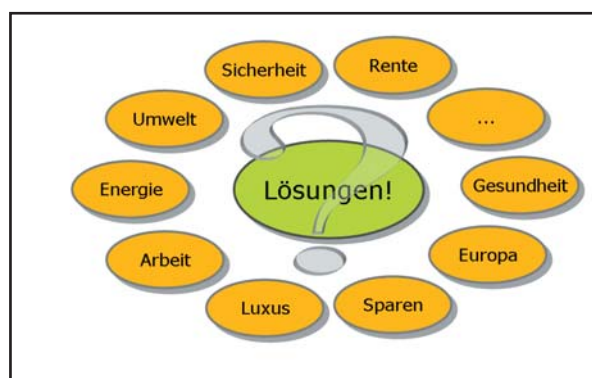 Sicherheit
Rente
Umwelt
...
Energie
Lösungen!
Gesundheit
Arbeit
Europa
Luxus
Sparen